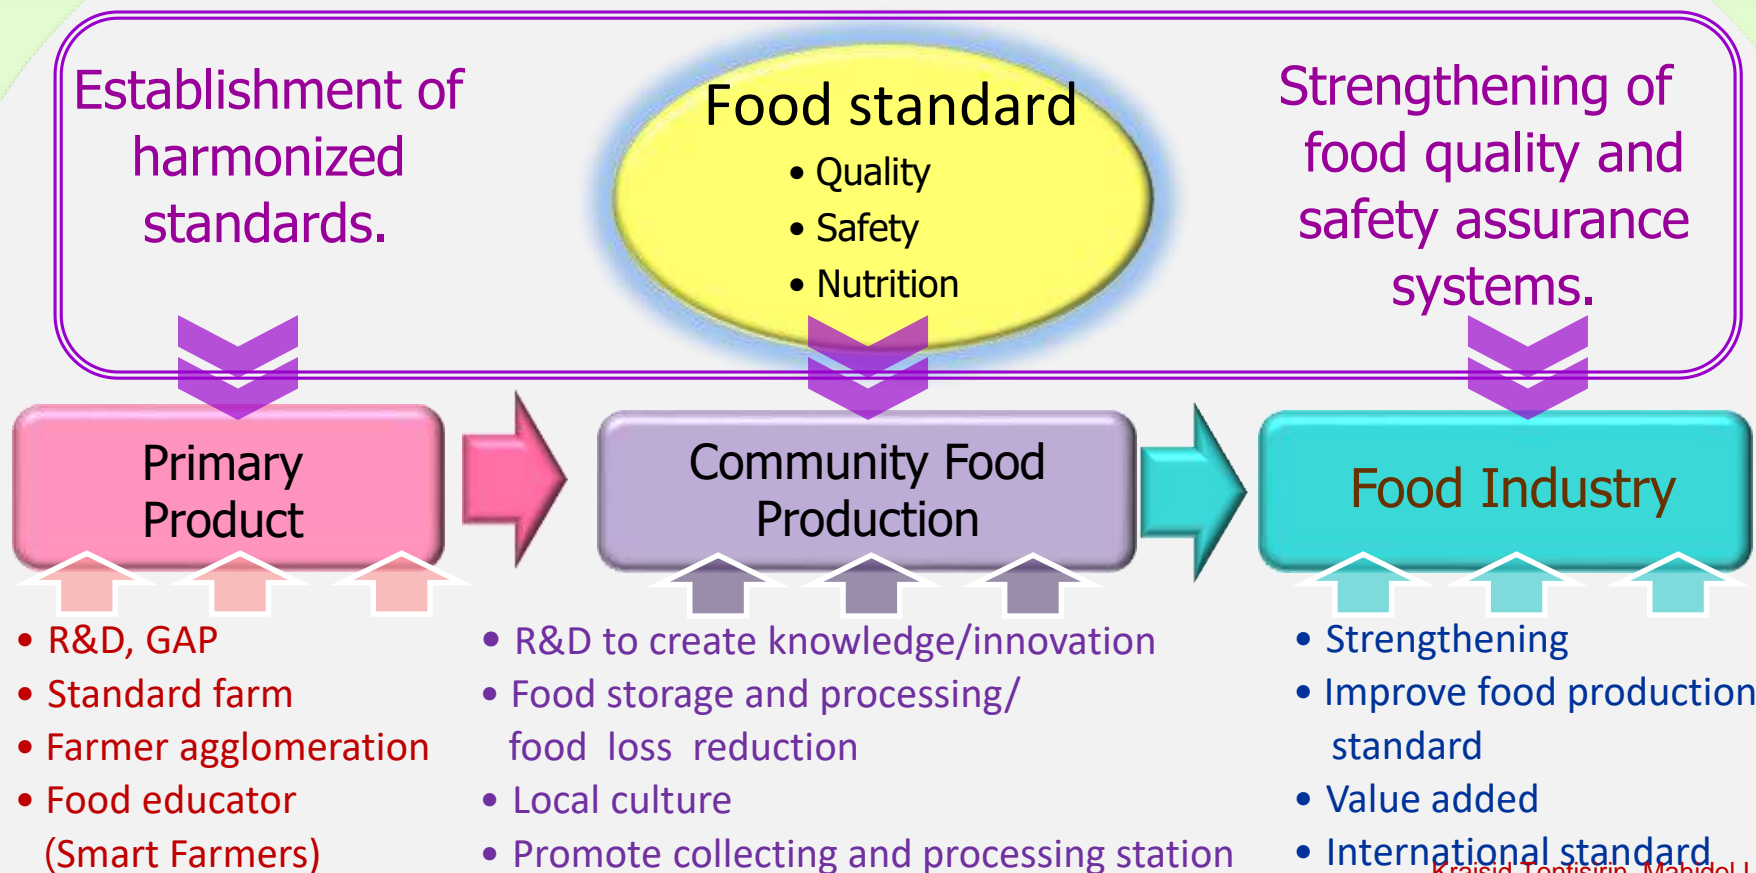 Establishment of
harmonized
standards.
Food standard
• Quality
• Safety
• Nutrition
Strengthening of
food quality and
safety assurance
systems.
Primary
Product
Community Food
Production
Food Industry
• R&D, GAP
• Standard farm
• Farmer agglomeration
• Food educator
(Smart Farmers)
• R&D to create knowledge/innovation
• Food storage and processing/
food loss reduction
• Local culture
• Promote collecting and processing station
• Strengthening
• Improve food production
standard
• Value added
• International standard
Kraisid Tontisirin, Mahidol